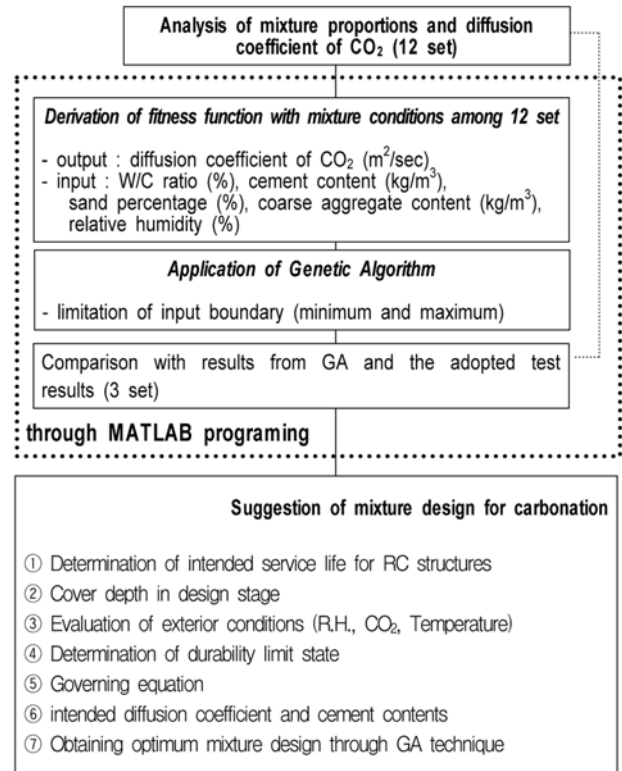 Analysis of mixture proportions and diffusion
coefficient of CO₂ (12 set)
Derivation of fitness function with mixture conditions among 12 set
- output : diffusion coefficient of CO₂ (m²/sec)
- input : W/C ratio (%), cement content (kg/m³),
sand percentage (%), coarse aggregate content (kg/m³),
relative humidity (%)
Application of Genetic Algorithm
- limitation of input boundary (minimum and maximum)
Comparison with results from GA and the adopted test
results (3 set)
through MATLAB programing
Suggestion of mixture design for carbonation
① Determination of intended service life for RC structures
② Cover depth in design stage
③ Evaluation of exterior conditions (R.H., CO₂, Temperature)
④ Determination of durability limit state
⑤ Governing equation
⑥ intended diffusion coefficient and cement contents
⑦ Obtaining optimum mixture design through GA technique